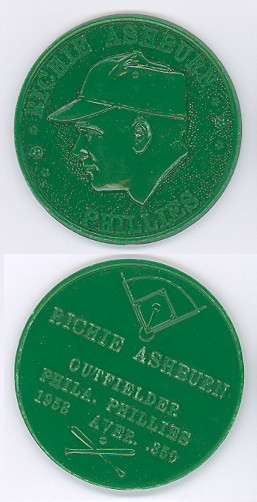 RICHIE ASHBURN
PHILLIES
RICHIE ASHBURN
OUTFIELDER
PHILA. PHILLIES
1958 AVER. .350